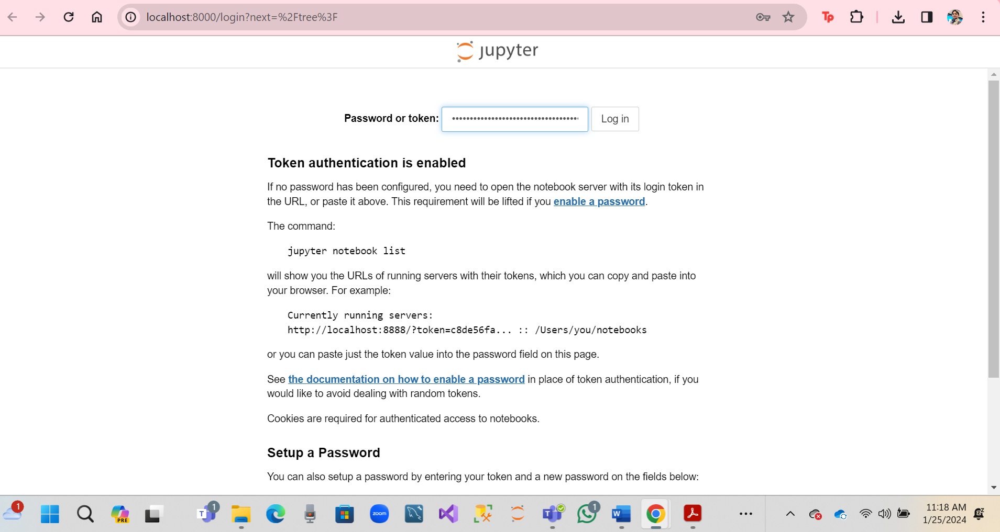 localhost:8000/login?next=%2Ftree%3F
Tp
jupyter
Password or token:
Log in
Token authentication is enabled
If no password has been configured, you need to open the notebook server with its login token in
the URL, or paste it above. This requirement will be lifted if you enable a password.
The command:
jupyter notebook list
will show you the URLs of running servers with their tokens, which you can copy and paste into
your browser. For example:
Currently running servers:
http://localhost:8888/?token=c8de56fa... :: /Users/you/notebooks
or you can paste just the token value into the password field on this page.
See the documentation on how to enable a password in place of token authentication, if you
would like to avoid dealing with random tokens.
Cookies are required for authenticated access to notebooks.
Setup a Password
You can also setup a password by entering your token and a new password on the fields below:
1
PRE
T
1
zoom
T
1
W
11:18 AM
1/25/2024